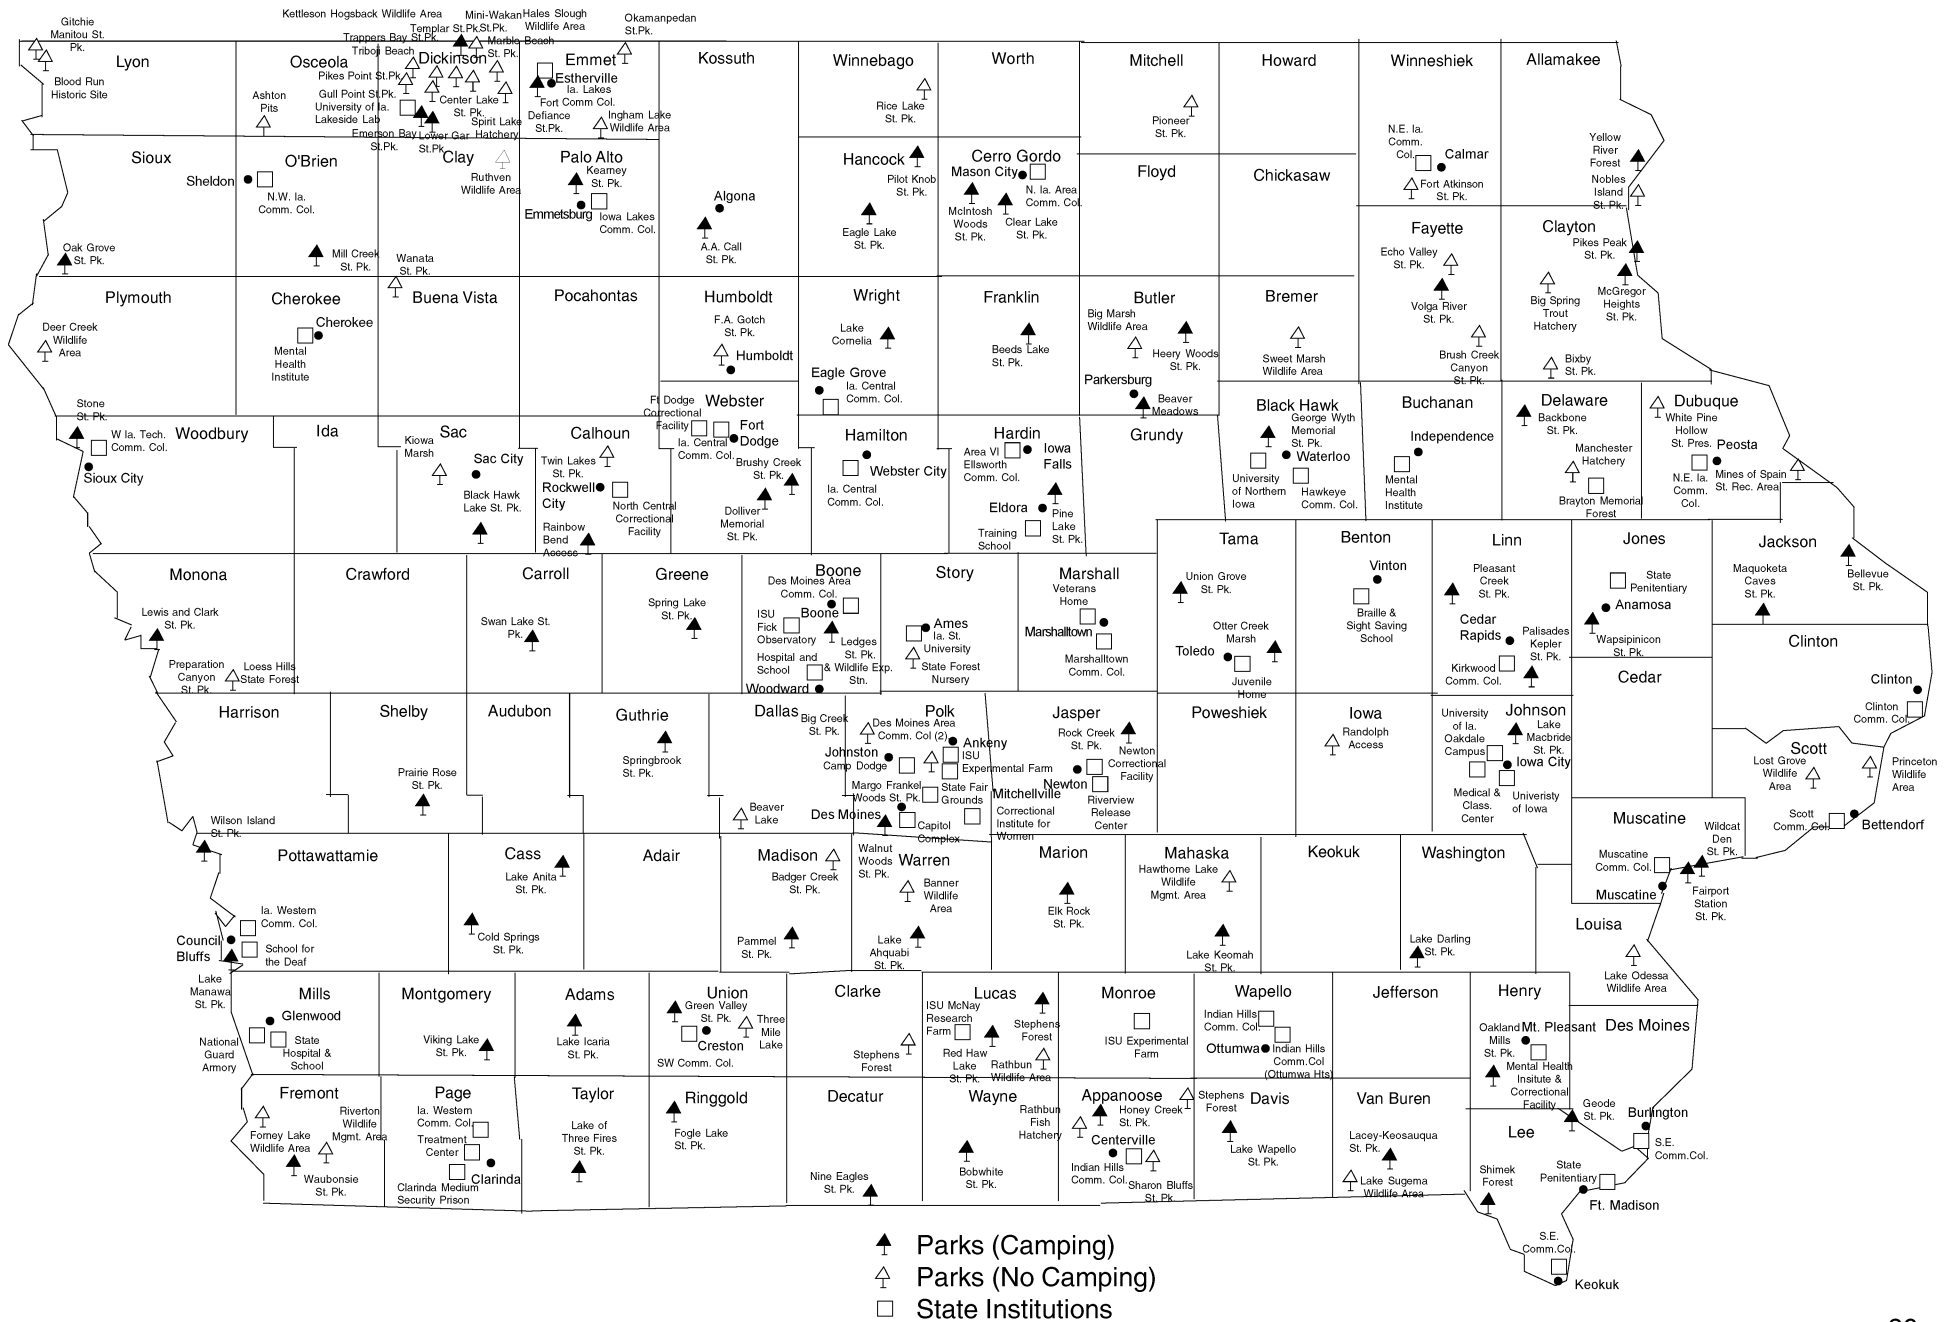 Kettleson Hogsback Wildlife Area
Mini-Wakan
St.Pk.
Hales Slough
Wildlife Area
Okamanpedan
St.Pk.
Gitchie
Manitou St.
Pk.
Templar St.Pk.
Trappers Bay St.Pk.
Marble Beach
St. Pk.
Triboji Beach
Lyon
Blood Run
Historic Site
Osceola
Ashton
Pits
Dickinson
Pikes Point St.Pk.
Gull Point St.Pk.
University of Ia.
Lakeside Lab
Center Lake
St. Pk.
Emerson Bay
St.Pk.
Lower Gar
St.Pk.
Spirit Lake
Hatchery
Emmet
Estherville
Ia. Lakes
Comm Col.
Fort
Defiance
St.Pk.
Ingham Lake
Wildlife Area
Kossuth
Algona
A.A. Call
St. Pk.
Winnebago
Rice Lake
St. Pk.
Worth
Mitchell
Pioneer
St. Pk.
Howard
Winneshiek
N.E. Ia.
Comm.
Col.
Calmar
Fort Atkinson
St. Pk.
Allamakee
Yellow
River
Forest
Nobles
Island
St. Pk.
Sioux
Oak Grove
St. Pk.
O'Brien
Sheldon
N.W. Ia.
Comm. Col.
Mill Creek
St. Pk.
Clay
Ruthven
Wildlife Area
Wanata
St. Pk.
Palo Alto
Kearney
St. Pk.
Emmetsburg
Iowa Lakes
Comm. Col.
Hancock
Pilot Knob
St. Pk.
Eagle Lake
St. Pk.
Cerro Gordo
Mason City
N. Ia. Area
Comm. Col.
McIntosh
Woods
St. Pk.
Clear Lake
St. Pk.
Floyd
Chickasaw
Fayette
Echo Valley
St. Pk.
Volga River
St. Pk.
Brush Creek
Canyon
St. Pk.
Clayton
Pikes Peak
St. Pk.
McGregor
Heights
St. Pk.
Big Spring
Trout
Hatchery
Bixby
St. Pk.
Plymouth
Deer Creek
Wildlife
Area
Cherokee
Cherokee
Mental
Health
Institute
Buena Vista
Pocahontas
Humboldt
F.A. Gotch
St. Pk.
Humboldt
Wright
Lake
Cornelia
Eagle Grove
Ia. Central
Comm. Col.
Franklin
Beeds Lake
St. Pk.
Butler
Big Marsh
Wildlife Area
Heery Woods
St. Pk.
Parkersburg
Beaver
Meadows
Bremer
Sweet Marsh
Wildlife Area
Stone
St. Pk.
W Ia. Tech.
Comm. Col.
Sioux City
Woodbury
Ida
Sac
Kiowa
Marsh
Sac City
Black Hawk
Lake St. Pk.
Calhoun
Twin Lakes
St. Pk.
Rockwell
City
North Central
Correctional
Facility
Rainbow
Bend
Access
Webster
Ft Dodge
Correctional
Facility
Fort
Dodge
Ia. Central
Comm. Col.
Brushy Creek
St. Pk.
Dolliver
Memorial
St. Pk.
Hamilton
Webster City
Ia. Central
Comm. Col.
Hardin
Area VI
Ellsworth
Comm. Col.
Iowa
Falls
Eldora
Training
School
Pine
Lake
St. Pk.
Grundy
Black Hawk
George Wyth
Memorial
St. Pk.
Waterloo
University
of Northern
Iowa
Hawkeye
Comm. Col.
Buchanan
Independence
Mental
Health
Institute
Delaware
Backbone
St. Pk.
Manchester
Hatchery
Brayton Memorial
Forest
Dubuque
White Pine
Hollow
St. Pres.
Peosta
N.E. Ia.
Comm.
Col.
Mines of Spain
St. Rec. Area
Monona
Lewis and Clark
St. Pk.
Preparation
Canyon
St. Pk.
Loess Hills
State Forest
Crawford
Carroll
Swan Lake St.
Pk.
Greene
Spring Lake
St. Pk.
Boone
Des Moines Area
Comm. Col.
Boone
ISU
Fick
Observatory
Ledges
St. Pk.
& Wildlife Exp.
Stn.
Hospital and
School
Woodward
Story
Ames
Ia. St.
University
State Forest
Nursery
Marshall
Veterans
Home
Marshalltown
Marshalltown
Comm. Col.
Tama
Union Grove
St. Pk.
Otter Creek
Marsh
Toledo
Juvenile
Home
Benton
Vinton
Braille &
Sight Saving
School
Linn
Pleasant
Creek
St. Pk.
Cedar
Rapids
Palisades
Kepler
St. Pk.
Kirkwood
Comm. Col.
Jones
State
Penitentiary
Anamosa
Wapsipinicon
St. Pk.
Jackson
Maquoketa
Caves
St. Pk.
Bellevue
St. Pk.
Clinton
Clinton
Clinton
Comm. Col.
Cedar
Harrison
Shelby
Prairie Rose
St. Pk.
Audubon
Guthrie
Springbrook
St. Pk.
Dallas
Beaver
Lake
Big Creek
St. Pk.
Polk
Des Moines Area
Comm. Col (2)
Ankeny
Johnston
Camp Dodge
ISU
Expermental Farm
Margo Frankel
Woods St. Pk.
State Fair
Grounds
Mitchellville
Correctional
Institute for
Women
Des Moines
Capitol
Complex
Jasper
Rock Creek
St. Pk.
Newton
Correctional
Facility
Newton
Riverview
Release
Center
Poweshiek
Iowa
Randolph
Access
Johnson
University
of Ia.
Oakdale
Campus
Lake
Macbride
St. Pk.
Iowa City
Medical &
Class.
Center
Univeristy
of Iowa
Scott
Lost Grove
Wildlife
Area
Princeton
Wildlife
Area
Scott
Comm. Col.
Bettendorf
Muscatine
Wildcat
Den
St. Pk.
Muscatine
Comm. Col.
Muscatine
Fairport
Station
St. Pk.
Wilson Island
St. Pk.
Pottawattamie
Ia. Western
Comm. Col.
Council
Bluffs
School for
the Deaf
Lake
Manawa
St. Pk.
Cass
Lake Anita
St. Pk.
Cold Springs
St. Pk.
Adair
Madison
Badger Creek
St. Pk.
Pammel
St. Pk.
Walnut
Woods
St. Pk.
Warren
Banner
Wildlife
Area
Lake
Ahquabi
St. Pk.
Marion
Elk Rock
St. Pk.
Mahaska
Hawthorne Lake
Wildlife
Mgmt. Area
Lake Keomah
St. Pk.
Keokuk
Washington
Lake Darling
St. Pk.
Louisa
Lake Odessa
Wildlife Area
Mills
Glenwood
National
Guard
Armory
State
Hospital &
School
Montgomery
Viking Lake
St. Pk.
Adams
Lake Icaria
St. Pk.
Union
Green Valley
St. Pk.
Creston
SW Comm. Col.
Three
Mile
Lake
Clarke
Stephens
Forest
Lucas
ISU McNay
Research
Farm
Stephens
Forest
Red Haw
Lake
St. Pk.
Rathbun
Wildlife Area
Monroe
ISU Experimental
Farm
Wapello
Indian Hills
Comm. Col.
Ottumwa
Indian Hills
Comm.Col
(Ottumwa Hts)
Jefferson
Henry
Oakland
Mills
St. Pk.
Mt. Pleasant
Mental Health
Insitute &
Correctional
Facility
Des Moines
Geode
St. Pk.
Burlington
S.E.
Comm.Col.
Fremont
Forney Lake
Wildlife Area
Riverton
Wildlife
Mgmt. Area
Waubonsie
St. Pk.
Page
Ia. Western
Comm. Col.
Treatment
Center
Clarinda
Clarinda Medium
Security Prison
Taylor
Lake of
Three Fires
St. Pk.
Ringgold
Fogle Lake
St. Pk.
Decatur
Nine Eagles
St. Pk.
Wayne
Bobwhite
St. Pk.
Rathbun
Fish
Hatchery
Appanoose
Honey Creek
St. Pk.
Centerville
Indian Hills
Comm. Col.
Sharon Bluffs
St. Pk.
Stephens
Forest
Davis
Lake Wapello
St. Pk.
Van Buren
Lacey-Keosauqua
St. Pk.
Lake Sugema
Wildlife Area
Lee
Shimek
Forest
State
Penitentiary
Ft. Madison
S.E.
Comm.Col.
Keokuk
Parks (Camping)
Parks (No Camping)
State Institutions